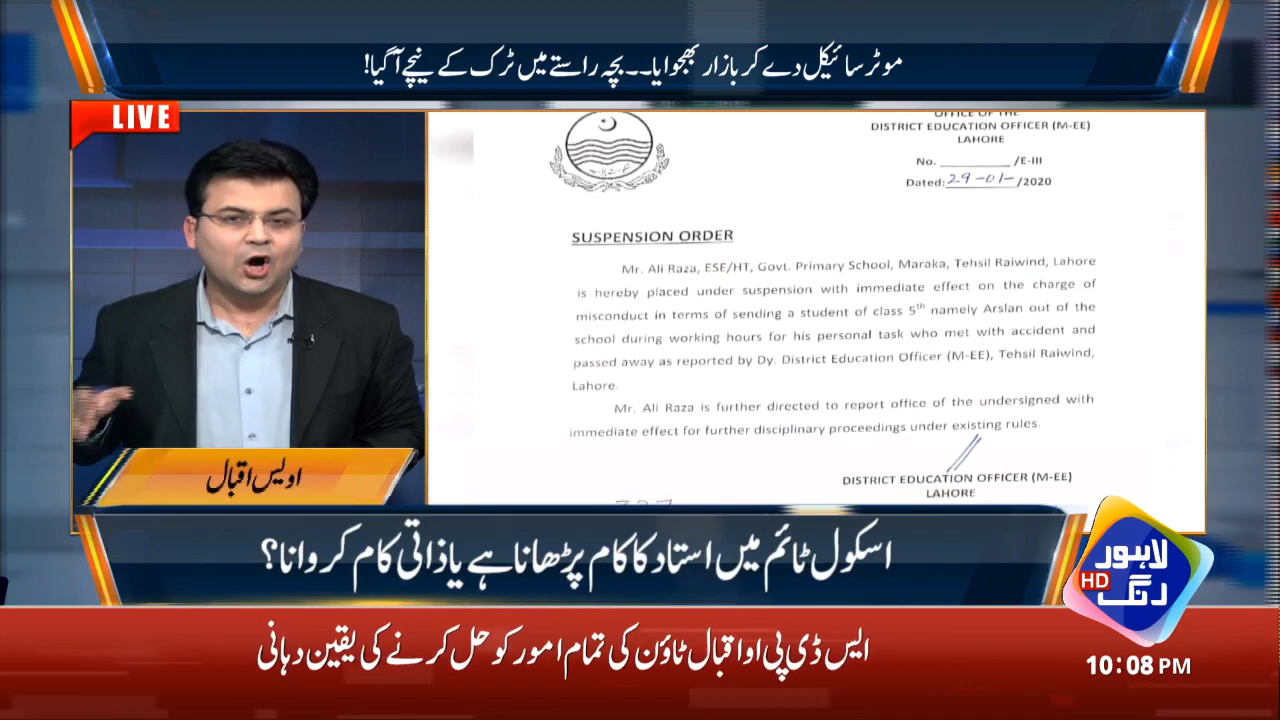 موٹر سائیکل دے کر بازار بھجوایا۔۔۔بچہ راستے میں ٹرک کے نیچے آ گیا!
LIVE
OFFICE OF THE
DISTRICT EDUCATION OFFICER (M-EE)
LAHORE
No. ________ /E-III
Dated: 29-01-/2020
SUSPENSION ORDER
Mr. Ali Raza, ESE/HT, Govt. Primary School, Maraka, Tehsil Raiwind, Lahore
is hereby placed under suspension with immediate effect on the charge of
misconduct in terms of sending a student of class 5th namely Arslan out of the
school during working hours for his personal task who met with accident and
passed away as reported by Dy. District Education Officer (M-EE), Tehsil Raiwind,
Lahore.
Mr. Ali Raza is further directed to report office of the undersigned with
immediate effect for further disciplinary proceedings under existing rules.
DISTRICT EDUCATION OFFICER (M-EE)
LAHORE
اویس اقبال
اسکول ٹائم میں استاد کا کام پڑھانا ہے یا ذاتی کام کروانا؟
لاہور
رنگ
HD
ایس ڈی پی او اقبال ٹاؤن کی تمام امور کو حل کرنے کی یقین دہانی
10:08 PM